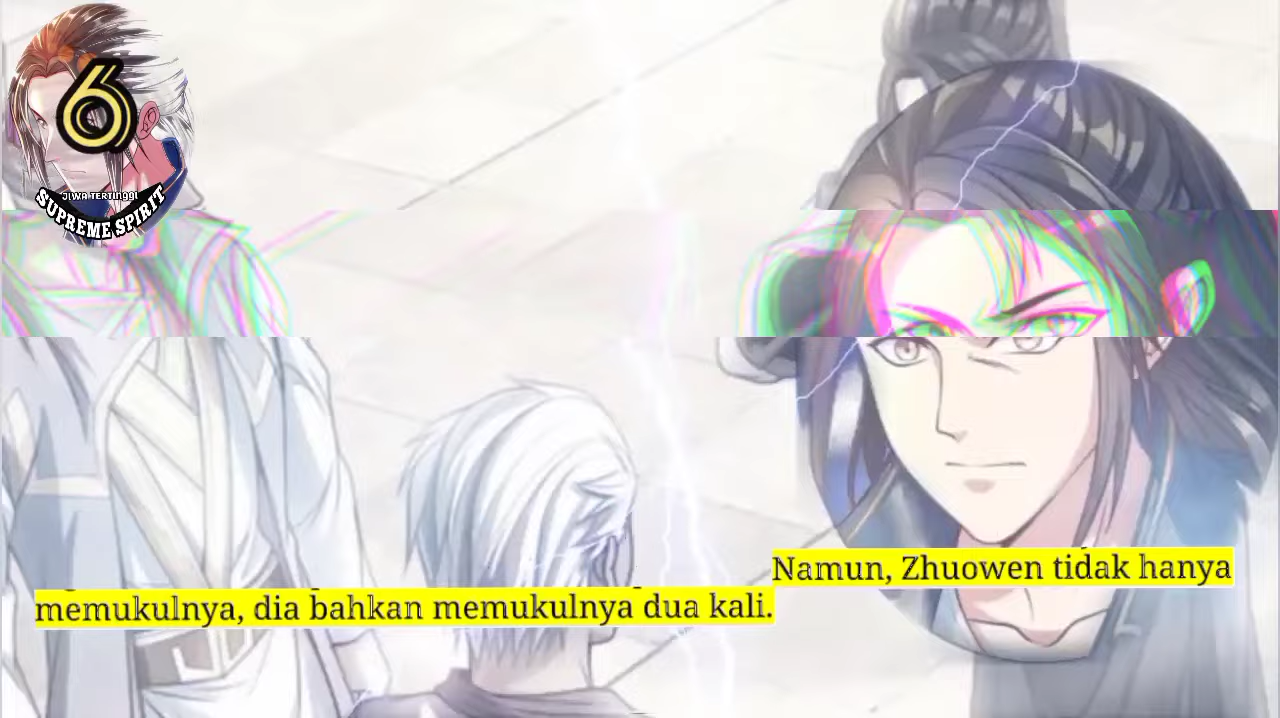 6
JIWA TERTINGGI
SUPREME SPIRIT
Namun, Zhuowen tidak hanya
memukulnya, dia bahkan memukulnya dua kali.